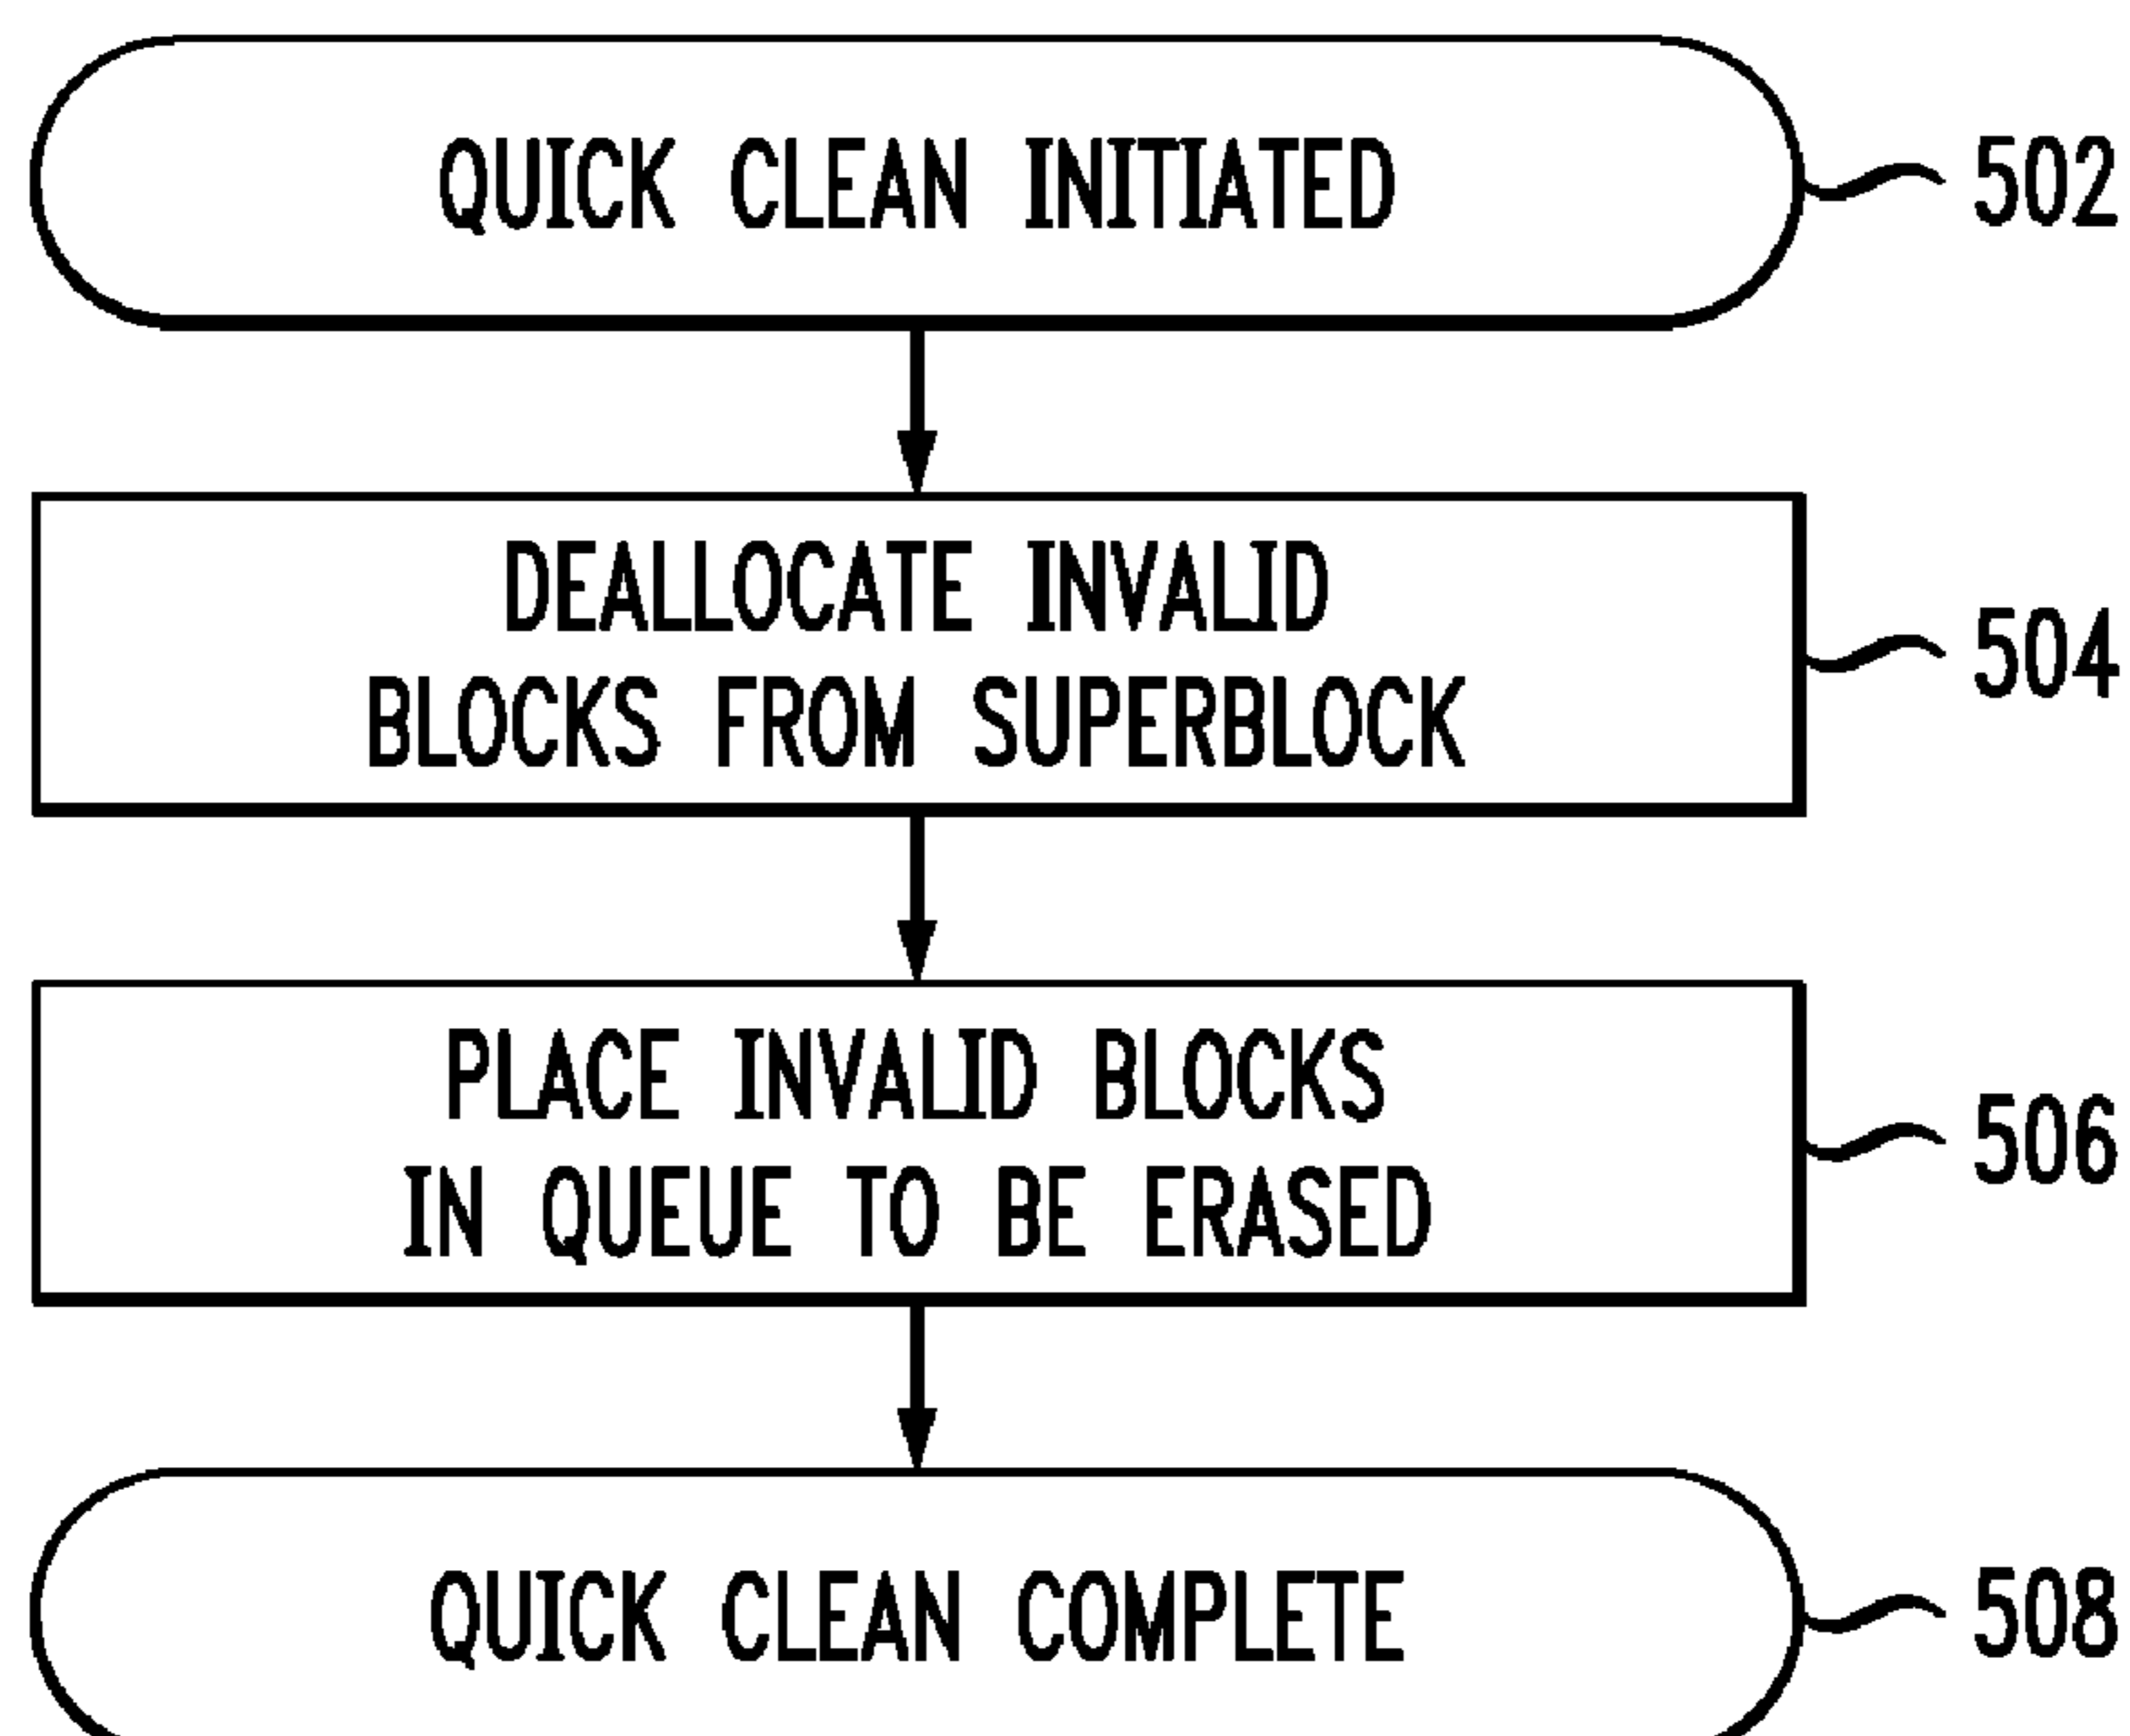 QUICK CLEAN INITIATED
502
DEALLOCATE INVALID
BLOCKS FROM SUPERBLOCK
504
PLACE INVALID BLOCKS
IN QUEUE TO BE ERASED
506
QUICK CLEAN COMPLETE
508